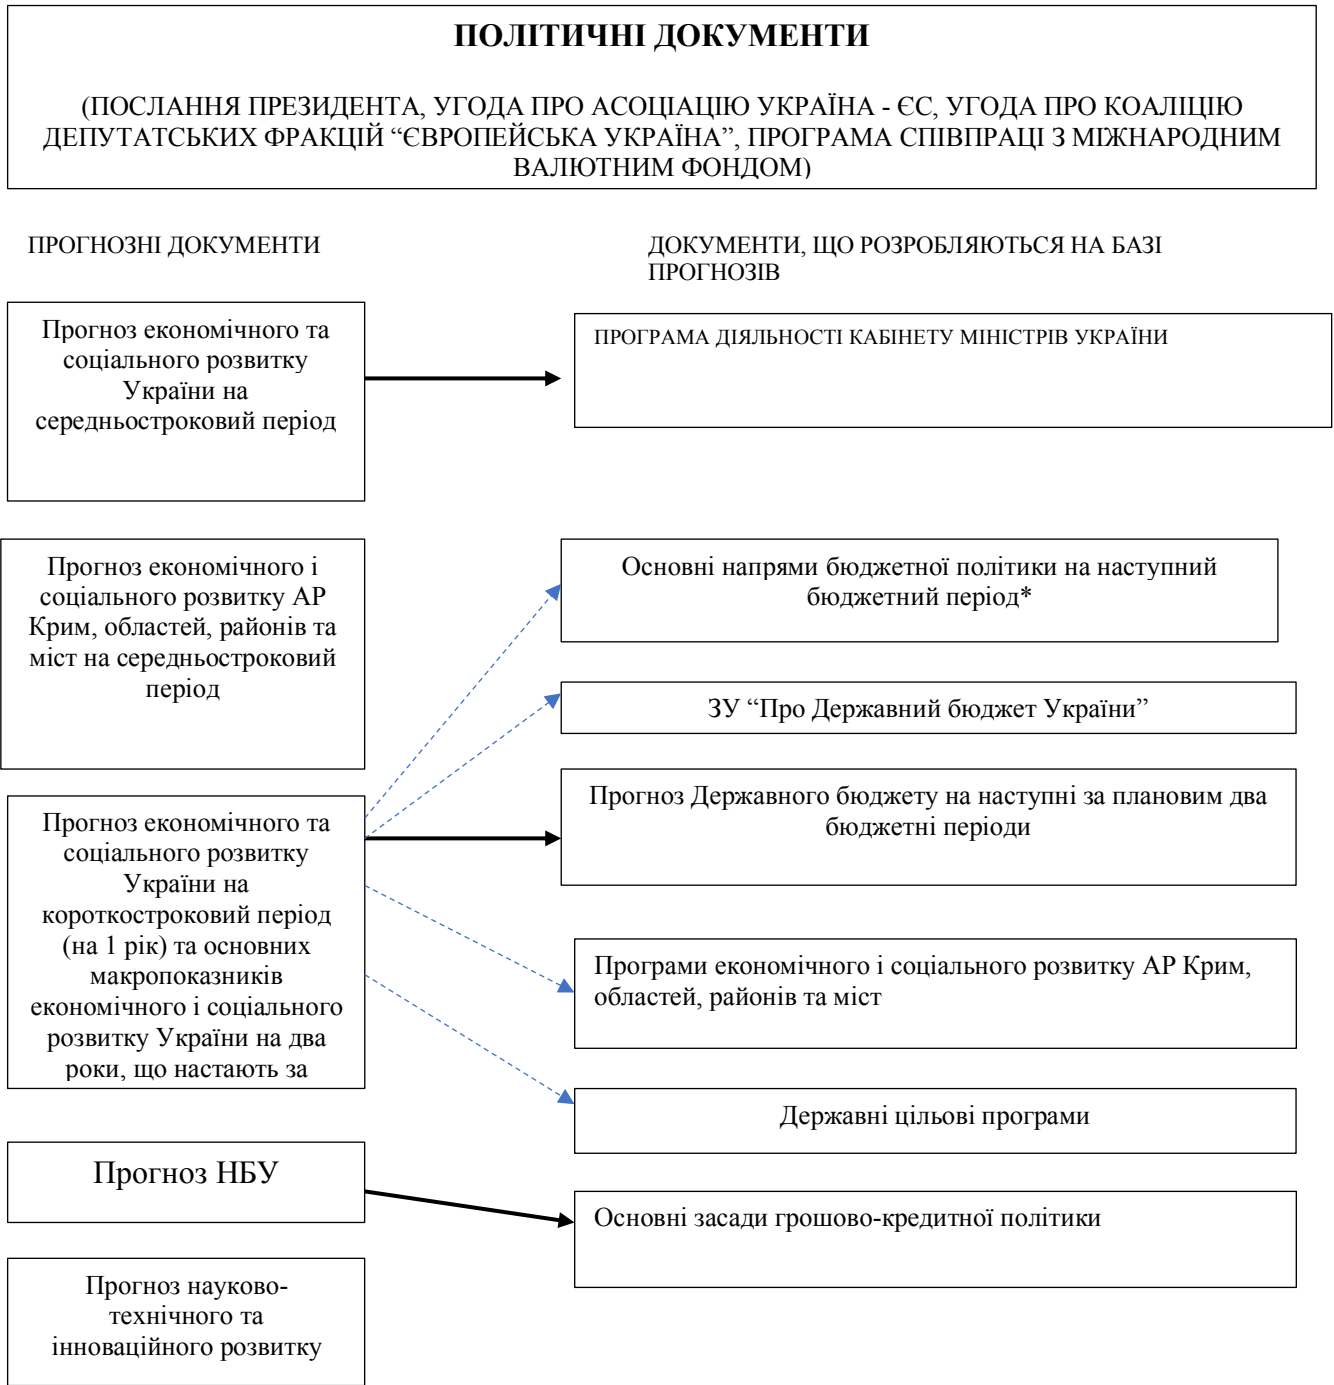 ПОЛІТИЧНІ ДОКУМЕНТИ
(ПОСЛАННЯ ПРЕЗИДЕНТА, УГОДА ПРО АСОЦІАЦІЮ УКРАЇНА - ЄС, УГОДА ПРО КОАЛІЦІЮ
ДЕПУТАТСЬКИХ ФРАКЦІЙ “ЄВРОПЕЙСЬКА УКРАЇНА”, ПРОГРАМА СПІВПРАЦІ З МІЖНАРОДНИМ
ВАЛЮТНИМ ФОНДОМ)
ПРОГНОЗНІ ДОКУМЕНТИ
ДОКУМЕНТИ, ЩО РОЗРОБЛЯЮТЬСЯ НА БАЗІ
ПРОГНОЗІВ
Прогноз економічного та
соціального розвитку
України на
середньостроковий період
ПРОГРАМА ДІЯЛЬНОСТІ КАБІНЕТУ МІНІСТРІВ УКРАЇНИ
Прогноз економічного і
соціального розвитку АР
Крим, областей, районів та
міст на середньостроковий
період
Основні напрями бюджетної політики на наступний
бюджетний період*
ЗУ “Про Державний бюджет України”
Прогноз Державного бюджету на наступні за плановим два
бюджетні періоди
Прогноз економічного та
соціального розвитку
України на
короткостроковий період
(на 1 рік) та основних
макропоказників
економічного і соціального
розвитку України на два
роки, що настають за
Програми економічного і соціального розвитку АР Крим,
областей, районів та міст
Державні цільові програми
Прогноз НБУ
Основні засади грошово-кредитної політики
Прогноз науково-
технічного та
інноваційного розвитку